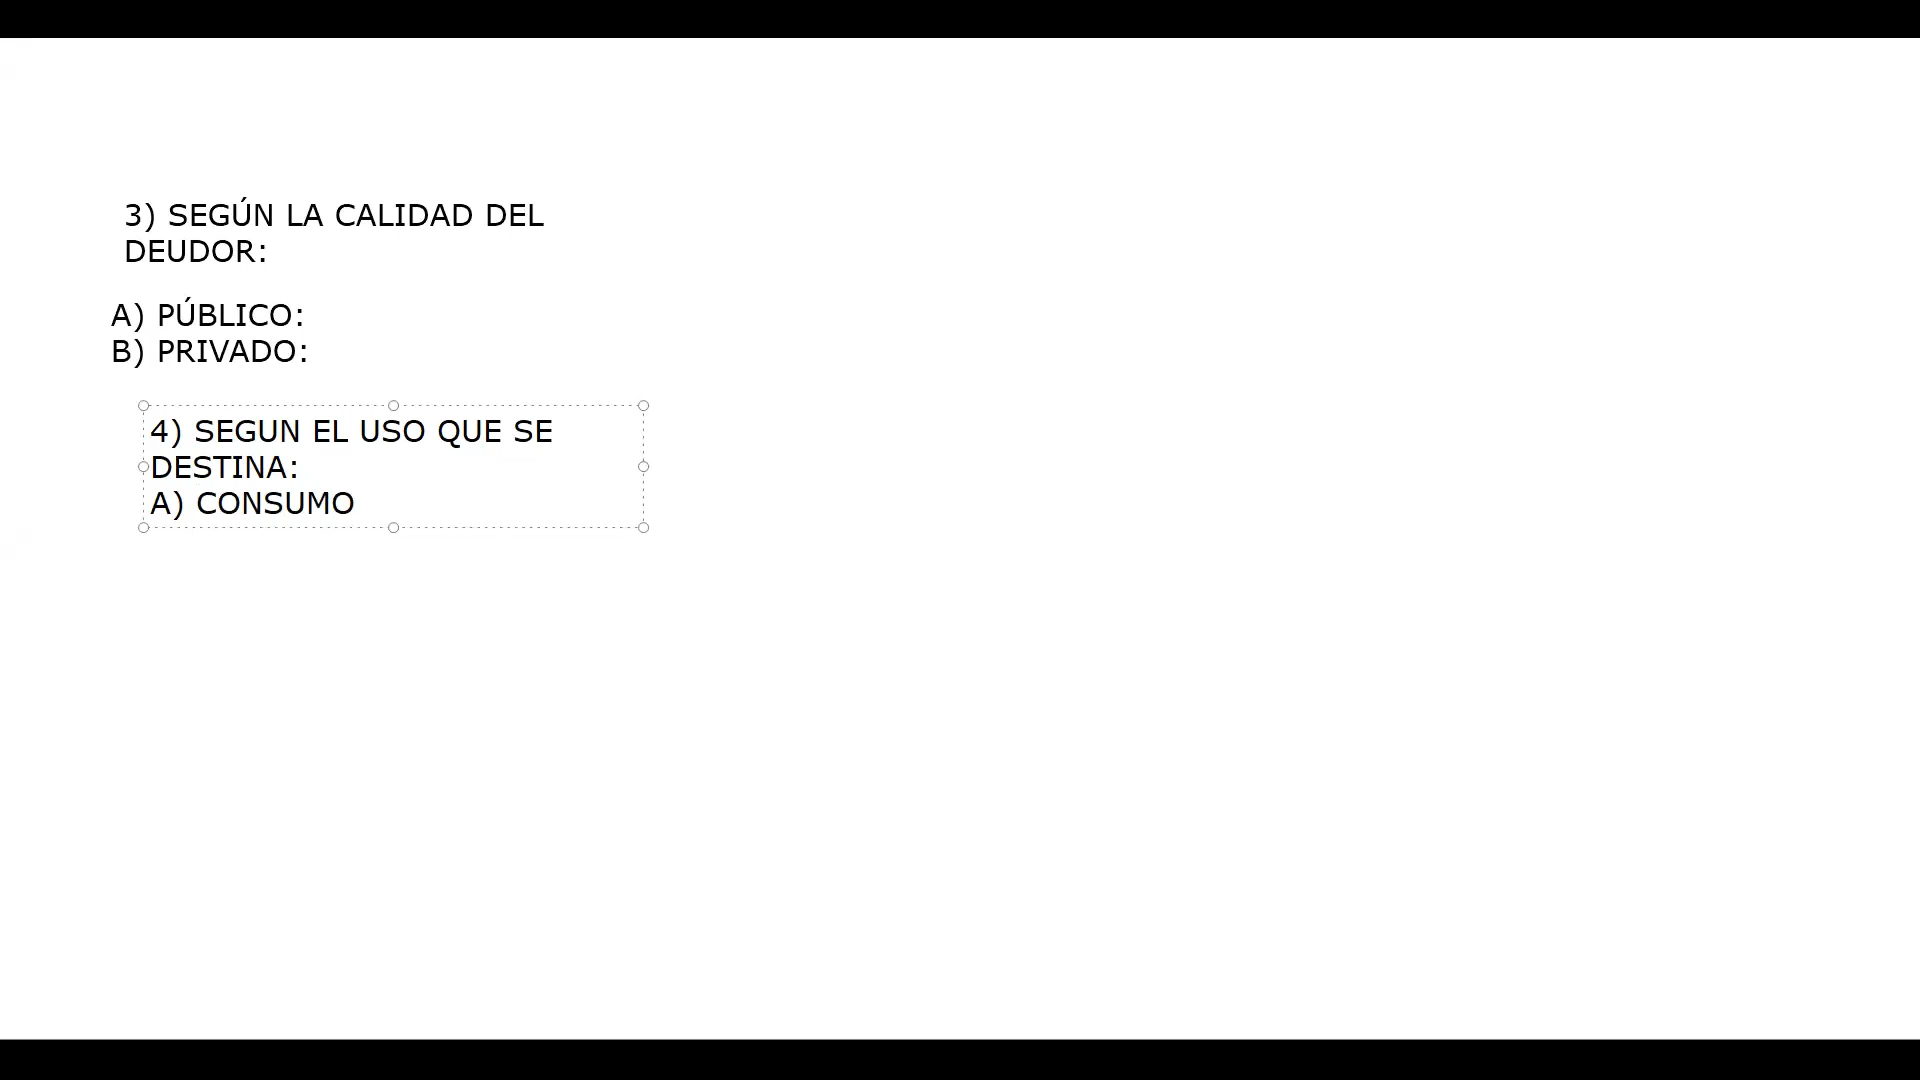 3) SEGÚN LA CALIDAD DEL
DEUDOR:
A) PÚBLICO:
B) PRIVADO:
4) SEGUN EL USO QUE SE
DESTINA:
A) CONSUMO